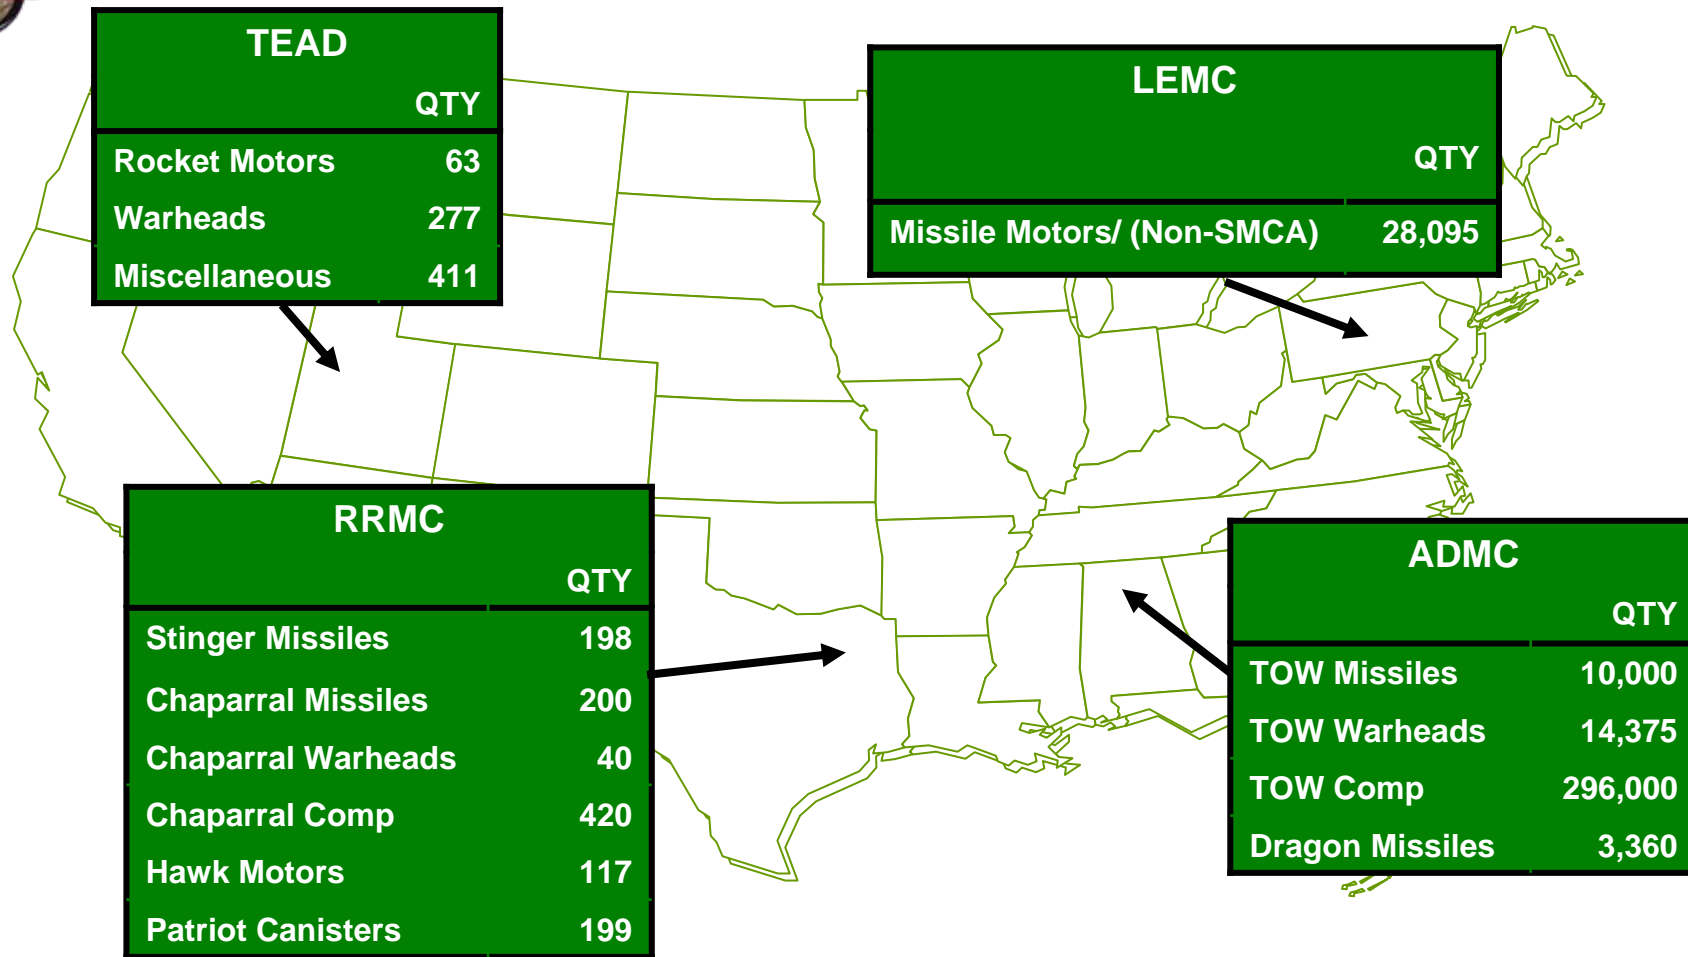 TEAD
QTY
Rocket Motors 63
Warheads 277
Miscellaneous 411
LEMC
QTY
Missile Motors/ (Non-SMCA) 28,095
RRMC
QTY
Stinger Missiles 198
Chaparral Missiles 200
Chaparral Warheads 40
Chaparral Comp 420
Hawk Motors 117
Patriot Canisters 199
ADMC
QTY
TOW Missiles 10,000
TOW Warheads 14,375
TOW Comp 296,000
Dragon Missiles 3,360